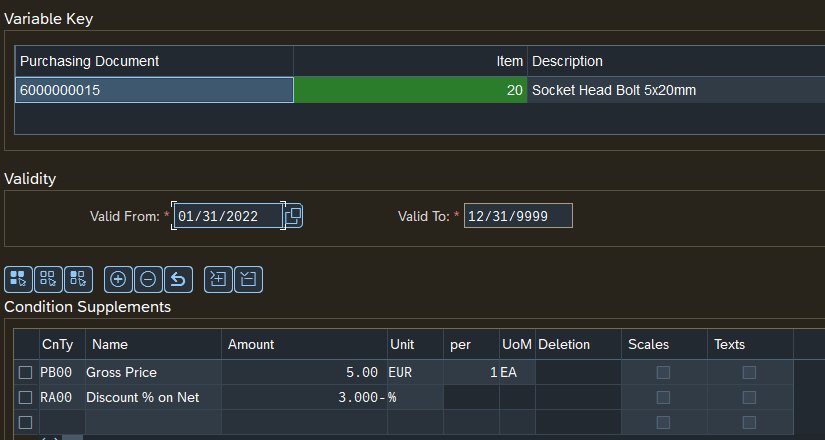 Variable Key
Purchasing Document Item Description
6000000015 20 Socket Head Bolt 5x20mm
Validity
Valid From: * 01/31/2022 Valid To: * 12/31/9999
Condition Supplements
CnTy Name Amount Unit per UoM Deletion Scales Texts
PB00 Gross Price 5.00 EUR 1 EA
RA00 Discount % on Net 3.000- %